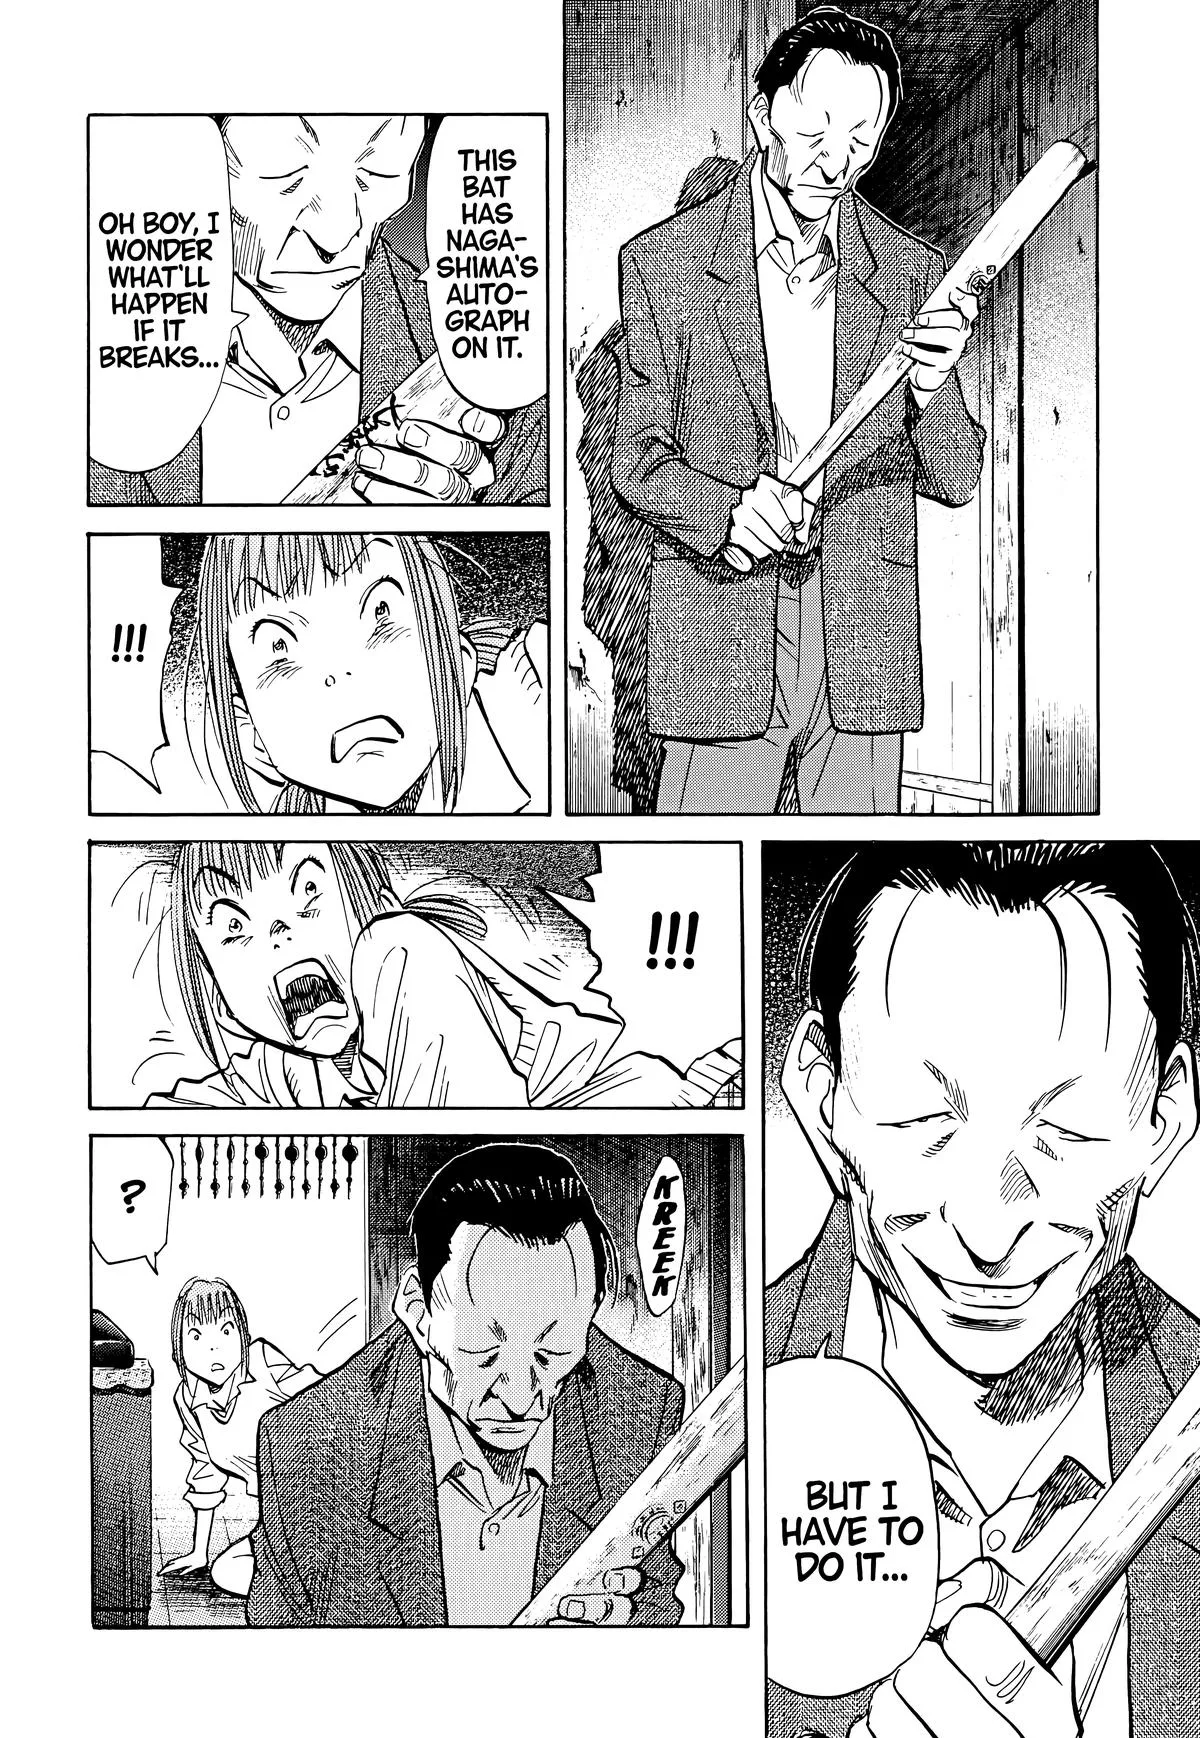 THIS
BAT
HAS
NAGA-
SHIMA'S
AUTO-
GRAPH
ON IT.
OH BOY, I
WONDER
WHAT'LL
HAPPEN
IF IT
BREAKS...
!!!
BUT I
HAVE TO
DO IT...
!!!
KREEK
?